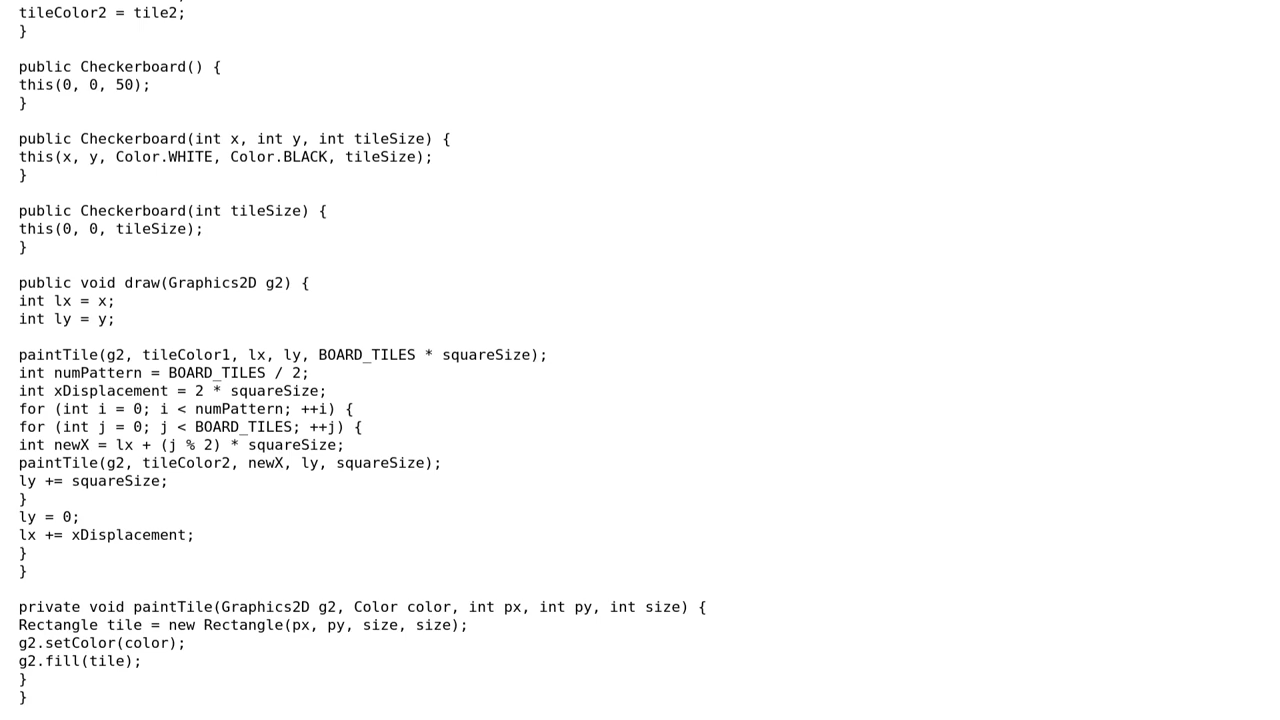 tileColor2 = tile2;
}
public Checkerboard() {
this(0, 0, 50);
}
public Checkerboard(int x, int y, int tileSize) {
this(x, y, Color.WHITE, Color.BLACK, tileSize);
}
public Checkerboard(int tileSize) {
this(0, 0, tileSize);
}
public void draw(Graphics2D g2) {
int lx = x;
int ly = y;
paintTile(g2, tileColor1, lx, ly, BOARD_TILES * squareSize);
int numPattern = BOARD_TILES / 2;
int xDisplacement = 2 * squareSize;
for (int i = 0; i < numPattern; ++i) {
for (int j = 0; j < BOARD_TILES; ++j) {
int newX = lx + (j % 2) * squareSize;
paintTile(g2, tileColor2, newX, ly, squareSize);
ly += squareSize;
}
ly = 0;
lx += xDisplacement;
}
}
private void paintTile(Graphics2D g2, Color color, int px, int py, int size) {
Rectangle tile = new Rectangle(px, py, size, size);
g2.setColor(color);
g2.fill(tile);
}
}